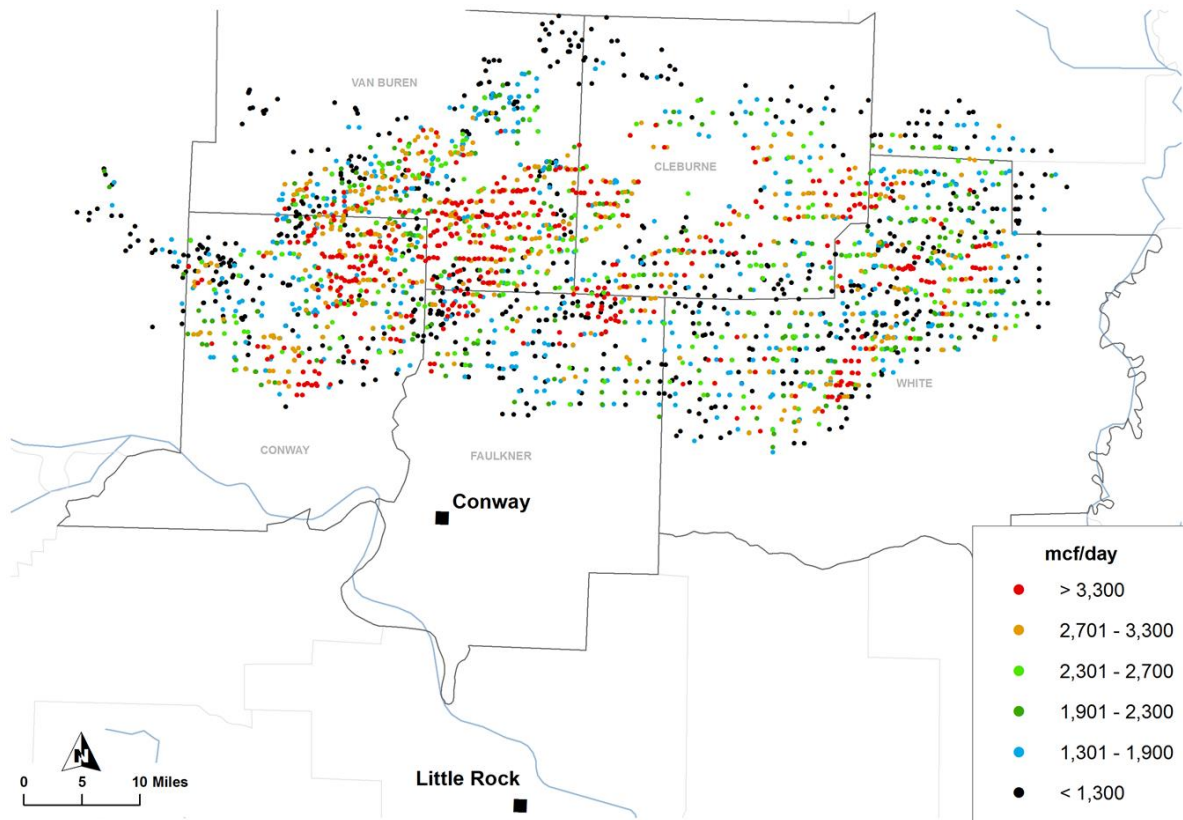 VAN BUREN
CLEBURNE
WHITE
CONWAY
FAULKNER
Conway
Little Rock
N
0 5 10 Miles
mcf/day
> 3,300
2,701 - 3,300
2,301 - 2,700
1,901 - 2,300
1,301 - 1,900
< 1,300